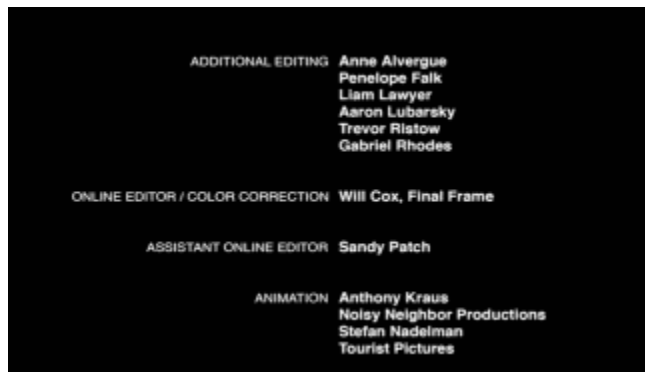 ADDITIONAL EDITING Anne Alvergue
Penelope Falk
Liam Lawyer
Aaron Lubarsky
Trevor Ristow
Gabriel Rhodes
ONLINE EDITOR / COLOR CORRECTION Will Cox, Final Frame
ASSISTANT ONLINE EDITOR Sandy Patch
ANIMATION Anthony Kraus
Noisy Neighbor Productions
Stefan Nadelman
Tourist Pictures